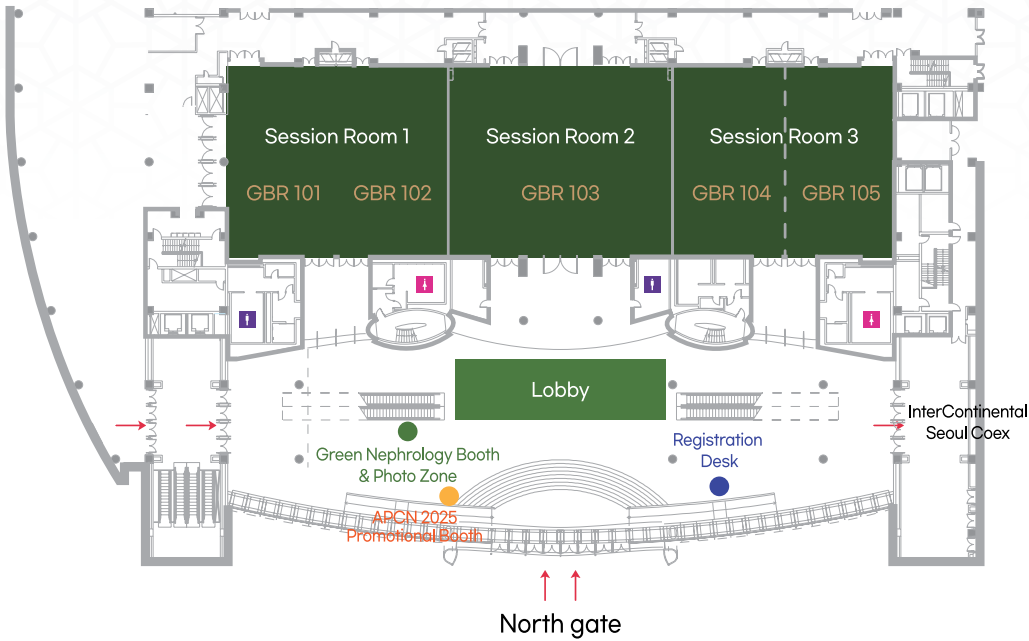 Session Room 1
Session Room 2
Session Room 3
GBR 101
GBR 102
GBR 103
GBR 104
GBR 105
Lobby
InterContinental
Seoul Coex
Green Nephrology Booth
& Photo Zone
Registration
Desk
APCN 2025
Promotional Booth
North gate